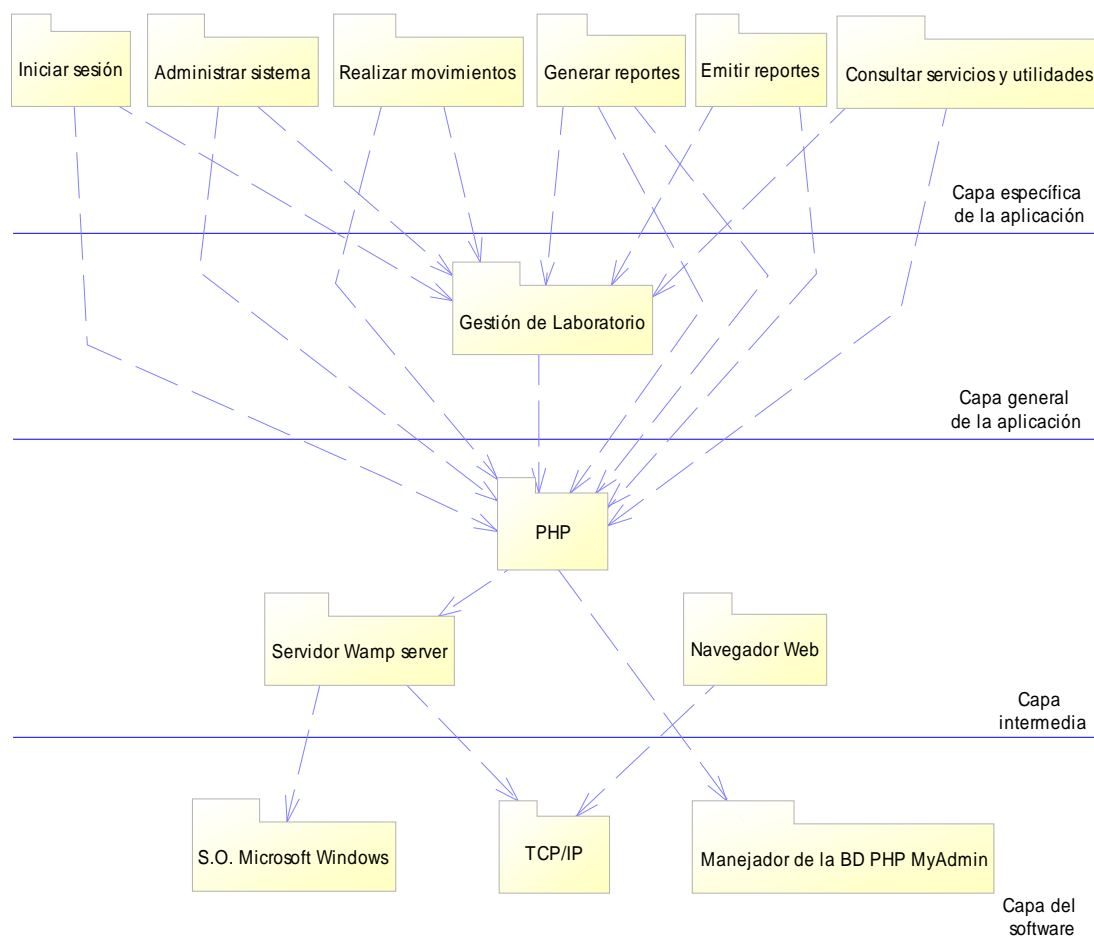 Iniciar sesión
Administrar sistema
Realizar movimientos
Generar reportes
Emitir reportes
Consultar servicios y utilidades
Capa específica
de la aplicación
Gestión de Laboratorio
Capa general
de la aplicación
PHP
Servidor Wamp server
Navegador Web
Capa
intermedia
S.O. Microsoft Windows
TCP/IP
Manejador de la BD PHP MyAdmin
Capa del
software